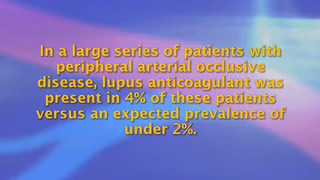 In a large series of patients with
peripheral arterial occlusive
disease, lupus anticoagulant was
present in 4% of these patients
versus an expected prevalence of
under 2%.